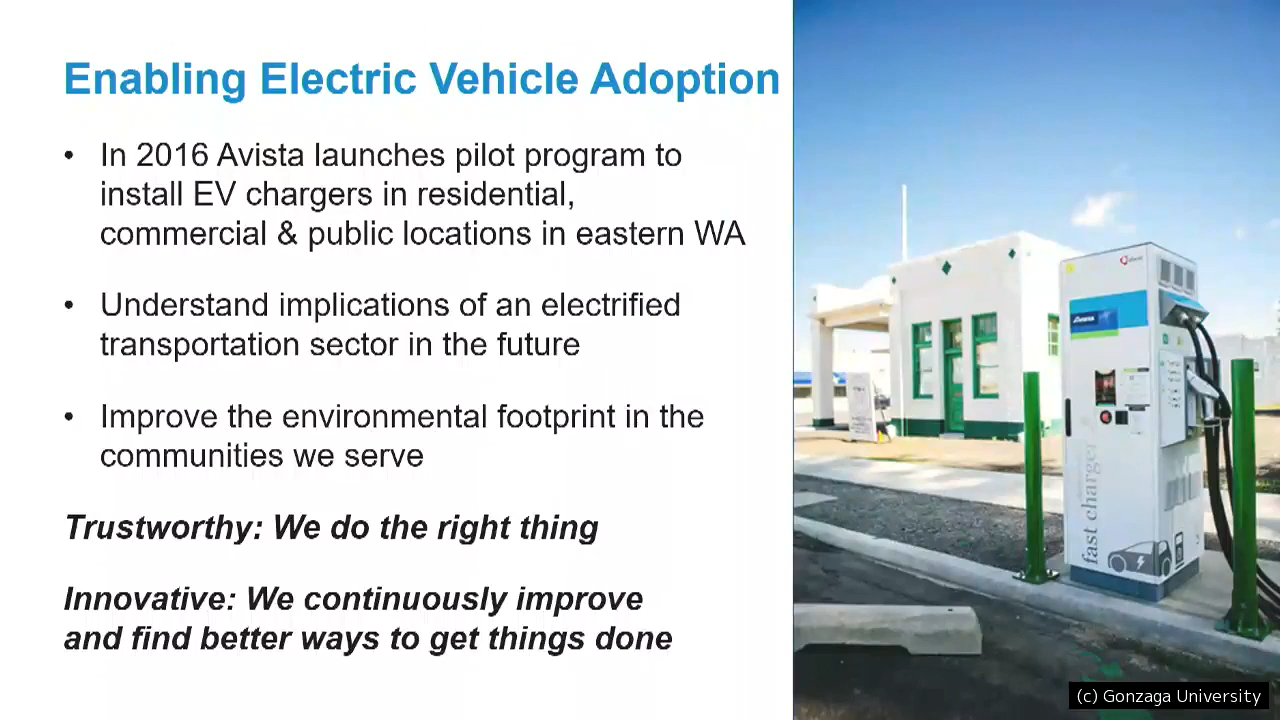 Enabling Electric Vehicle Adoption
• In 2016 Avista launches pilot program to
install EV chargers in residential,
commercial & public locations in eastern WA
• Understand implications of an electrified
transportation sector in the future
• Improve the environmental footprint in the
communities we serve
Trustworthy: We do the right thing
Innovative: We continuously improve
and find better ways to get things done
fast charger
(c) Gonzaga University